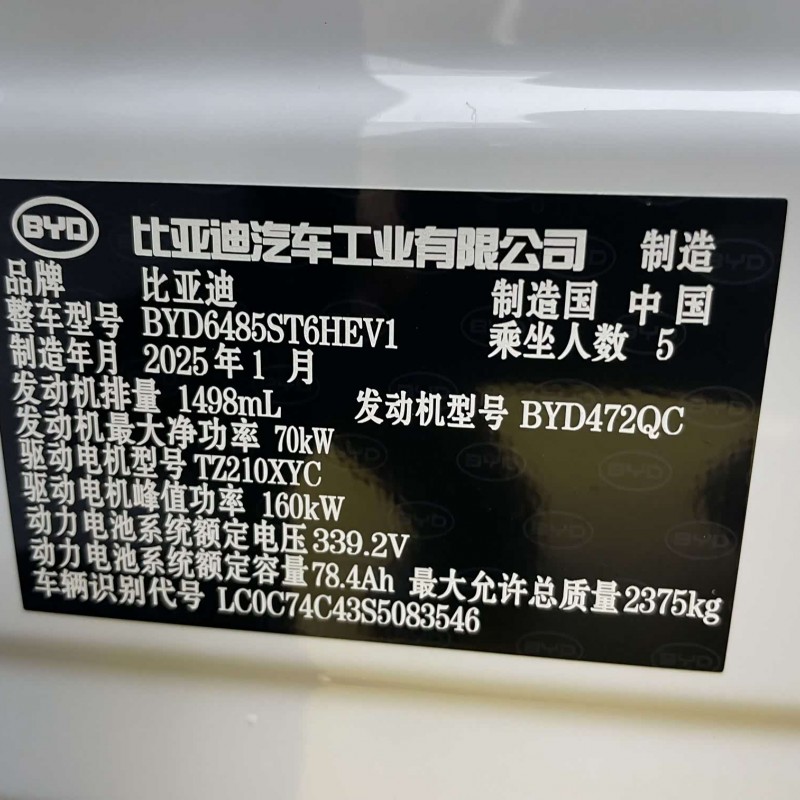 BYD 比亚迪汽车工业有限公司 制造
品牌 比亚迪 制造国 中国
整车型号 BYD6485ST6HEV1 乘坐人数 5
制造年月 2025年1月
发动机排量 1498mL 发动机型号 BYD472QC
发动机最大净功率 70kW
驱动电机型号 TZ210XYC
驱动电机峰值功率 160kW
动力电池系统额定电压 339.2V
动力电池系统额定容量 78.4Ah 最大允许总质量 2375kg
车辆识别代号 LC0C74C43S5083546